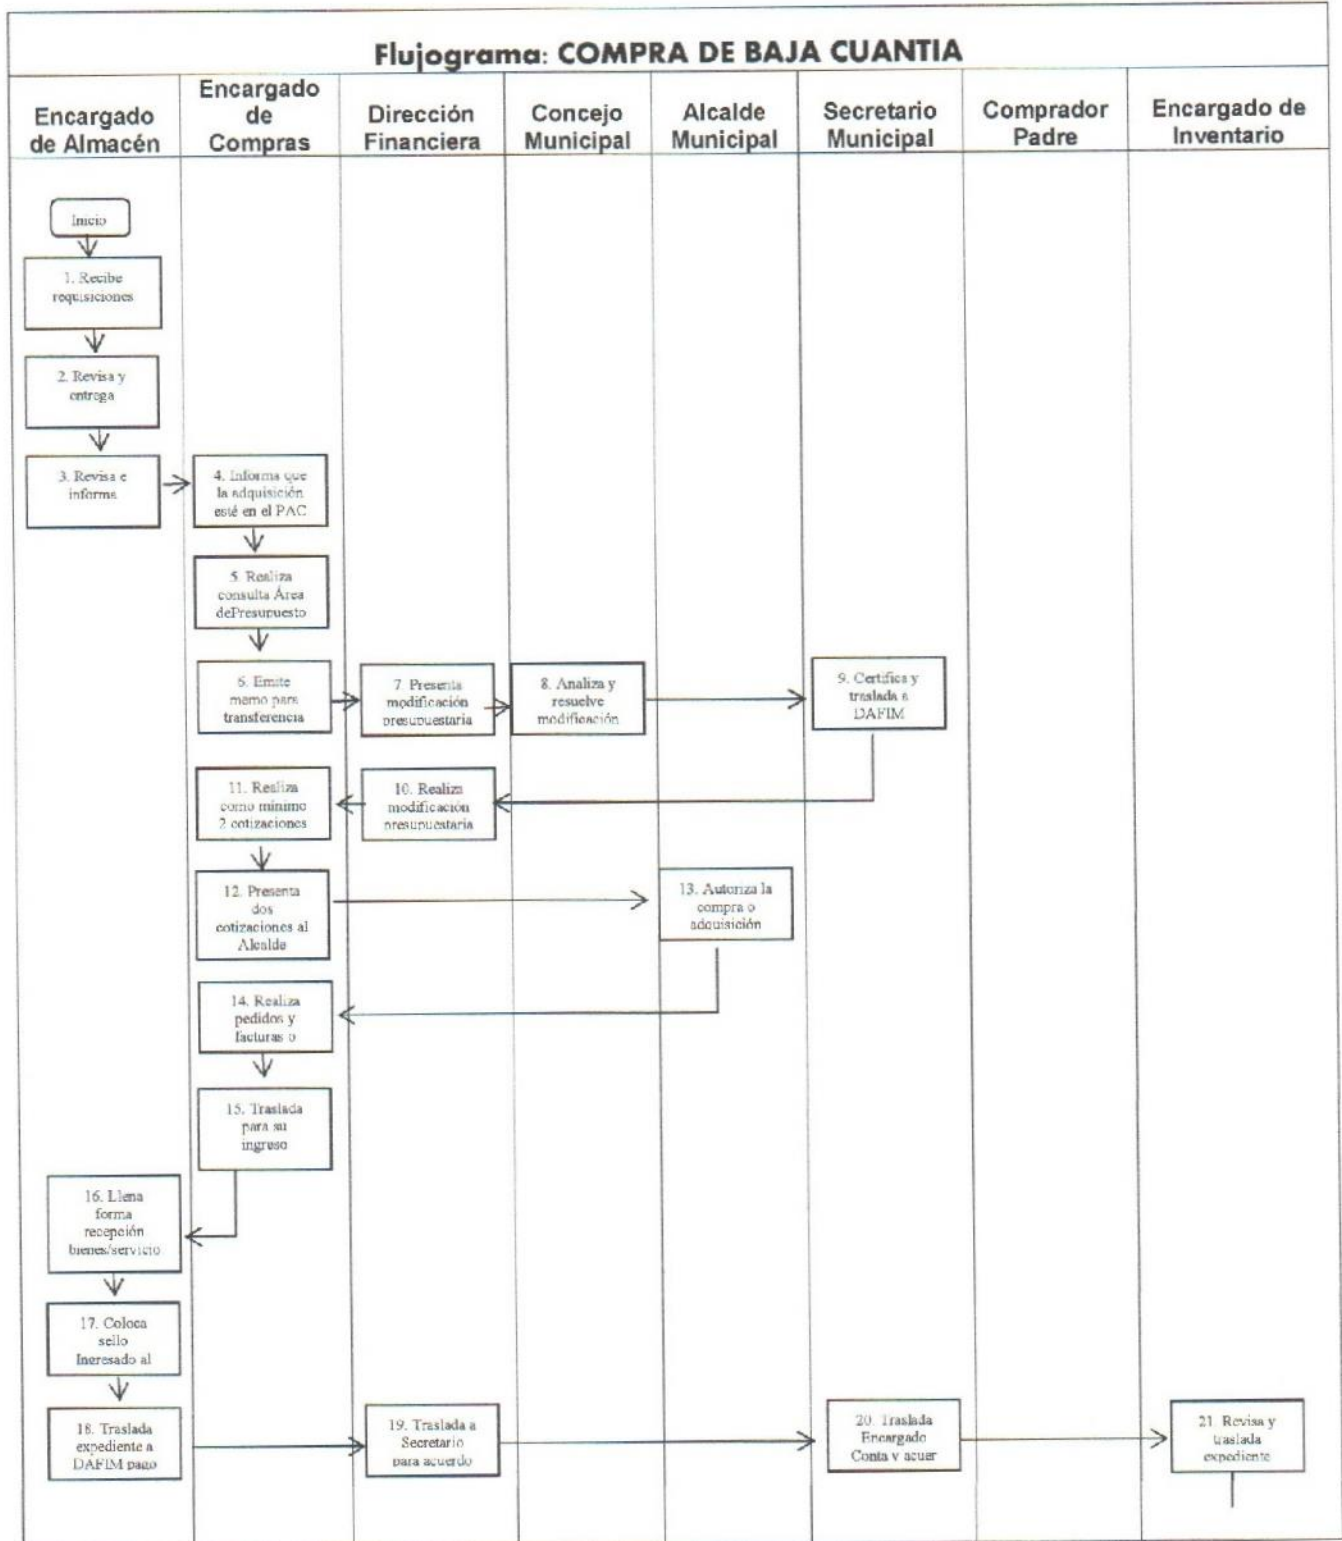 Flujograma: COMPRA DE BAJA CUANTIA
Encargado
de Almacén
Encargado
de
Compras
Dirección
Financiera
Concejo
Municipal
Alcalde
Municipal
Secretario
Municipal
Comprador
Padre
Encargado de
Inventario
Inicio
1. Recibe
requisiciones
2. Revisa y
entrega
3. Revisa e
informa
4. Informa que
la adquisición
esté en el PAC
5. Realiza
consulta Área
dePresupuesto
6. Emite
memo para
transferencia
7. Presenta
modificación
presupuestaria
8. Analiza y
resuelve
modificación
9. Certifica y
traslada a
DAFIM
10. Realiza
modificación
presupuestaria
11. Realiza
como mínimo
2 cotizaciones
12. Presenta
dos
cotizaciones al
Alcalde
13. Autoriza la
compra o
adquisición
14. Realiza
pedidos y
facturas o
15. Traslada
para su
ingreso
16. Llena
forma
recepción
bienes/servicio
17. Coloca
sello
Ingresado al
18. Traslada
expediente a
DAFIM pago
19. Traslada a
Secretario
para acuerdo
20. Traslada
Encargado
Conta y acuer
21. Revisa y
traslada
expediente